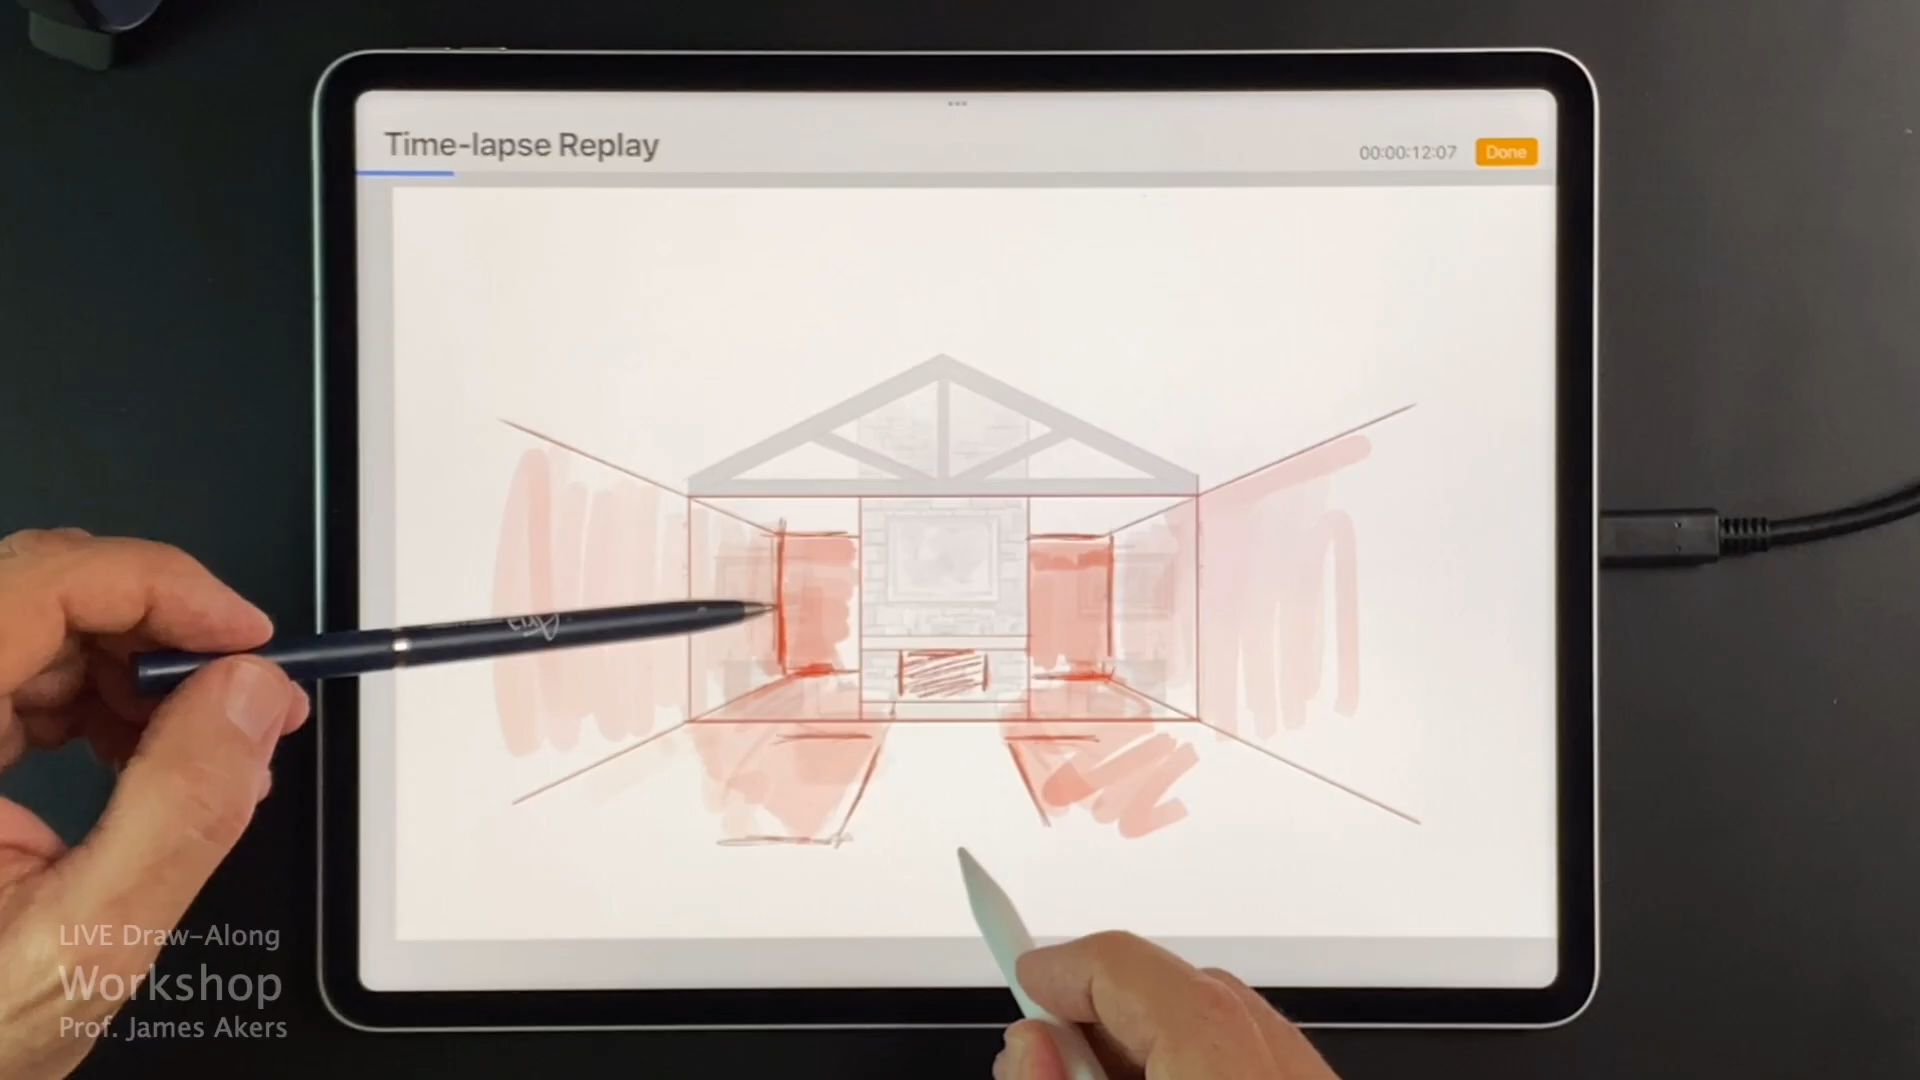 Time-lapse Replay
00:00:12:07
Done
LIVE Draw-Along
Workshop
Prof. James Akers